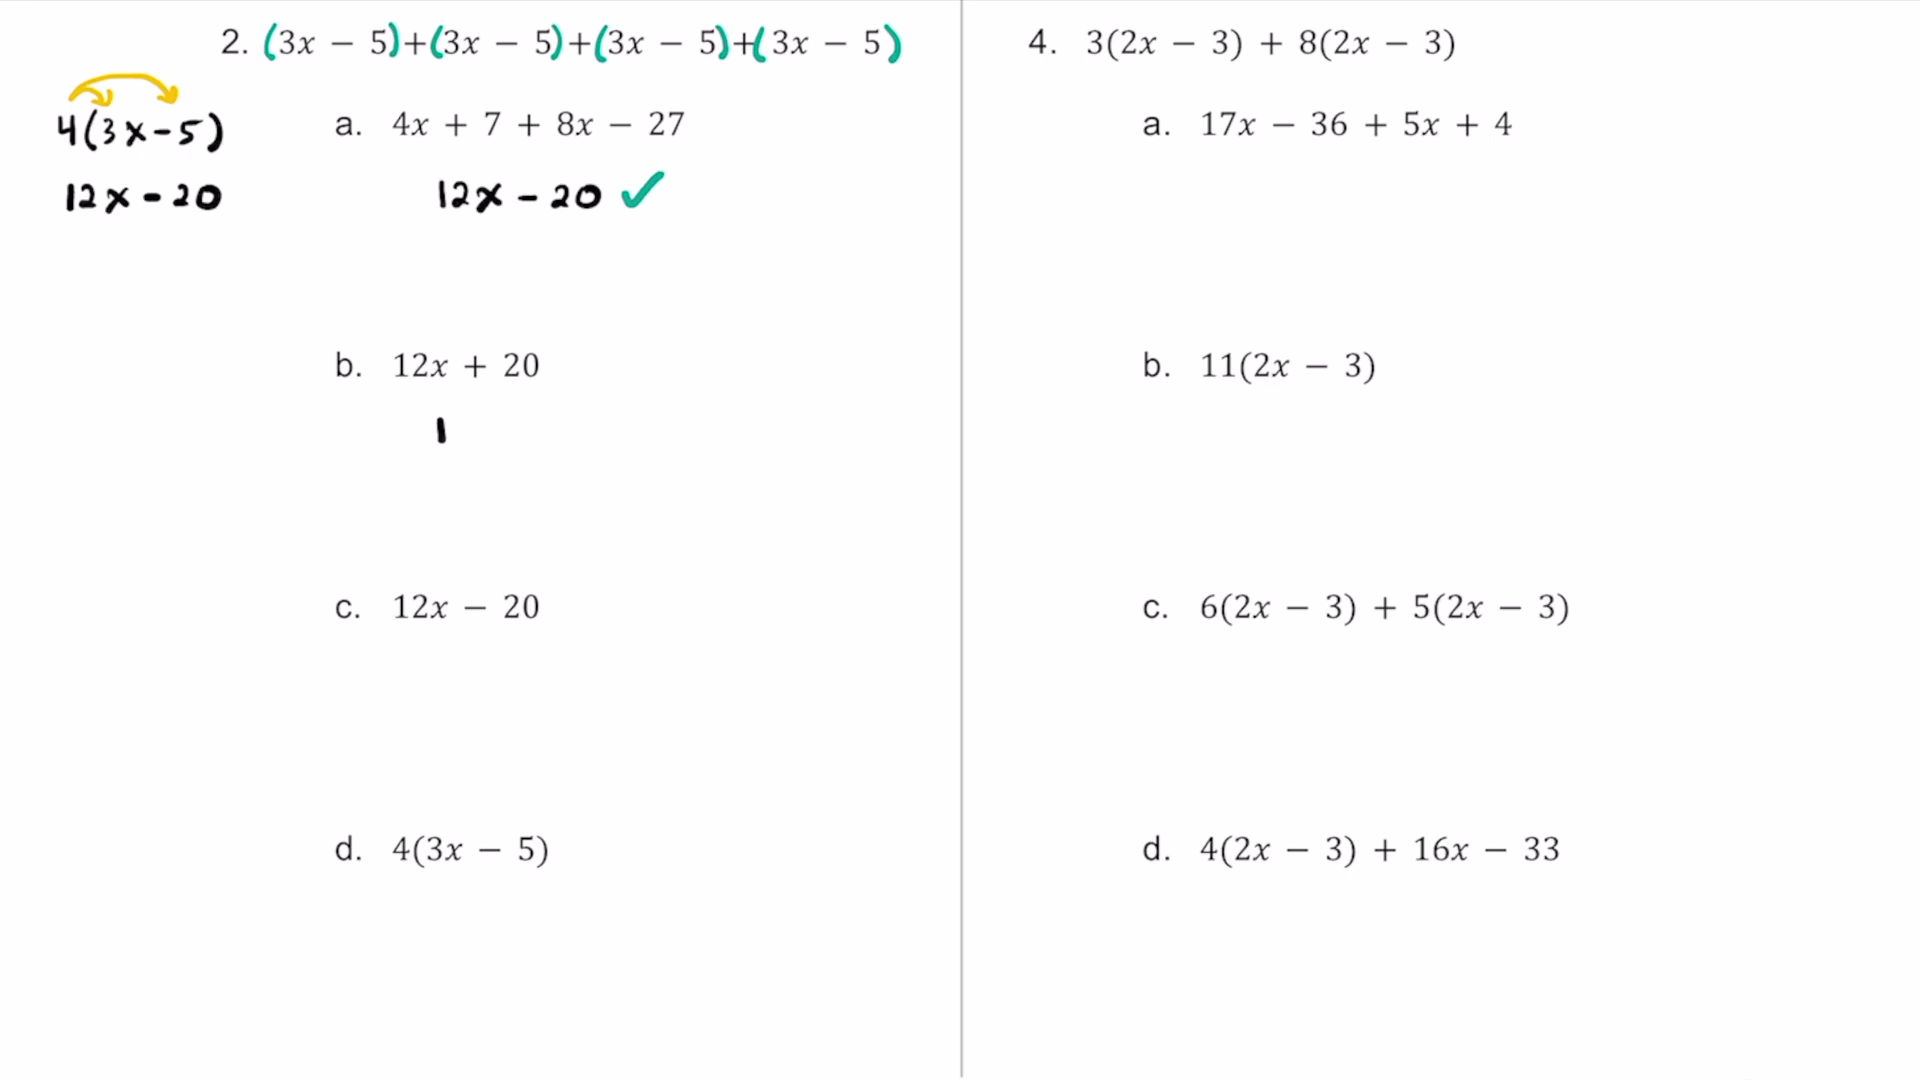 2. (3x − 5)+(3x − 5)+(3x − 5)+(3x − 5)
4(3x-5)
12x-20
a. 4x + 7 + 8x − 27
12x-20 ✓
b. 12x + 20
1
c. 12x − 20
d. 4(3x − 5)
4. 3(2x − 3) + 8(2x − 3)
a. 17x − 36 + 5x + 4
b. 11(2x − 3)
c. 6(2x − 3) + 5(2x − 3)
d. 4(2x − 3) + 16x − 33